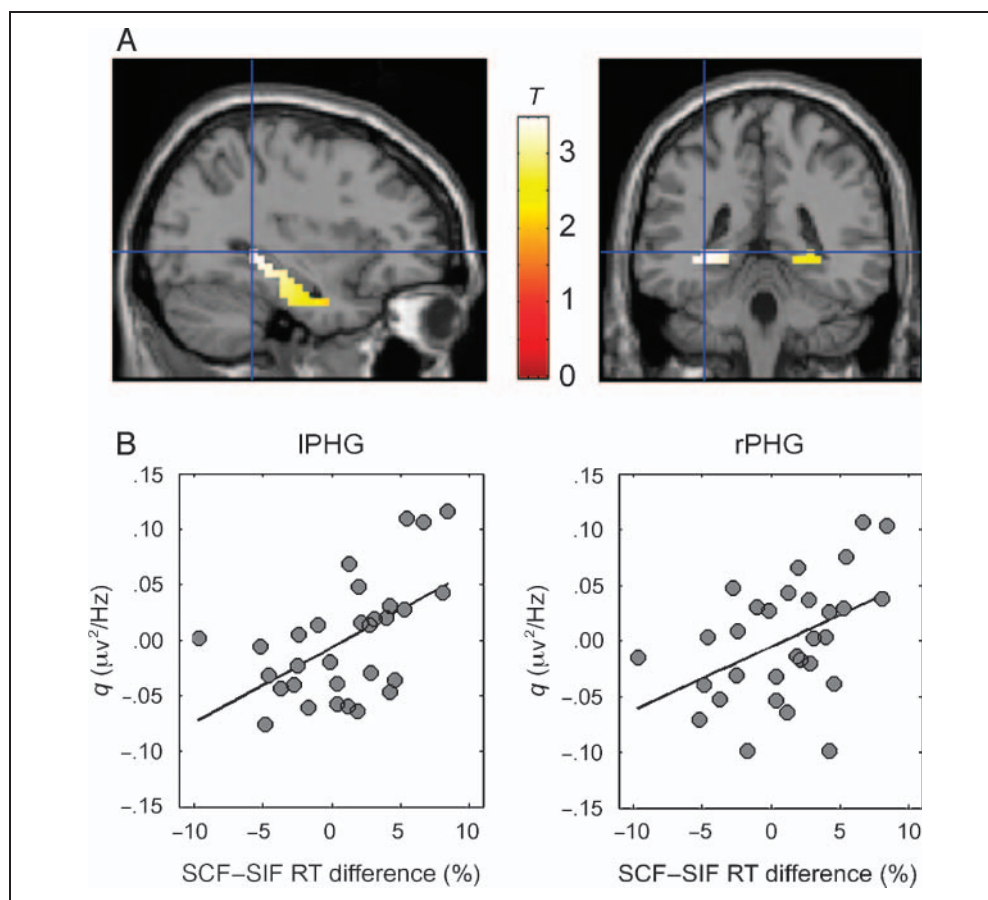 A
T
3
2
1
0
B
lPHG
rPHG
.15
.10
.05
.00
−.05
−.10
−.15
q (μv²/Hz)
−10 −5 0 5 10
SCF–SIF RT difference (%)
.15
.10
.05
.00
−.05
−.10
−.15
q (μv²/Hz)
−10 −5 0 5 10
SCF–SIF RT difference (%)